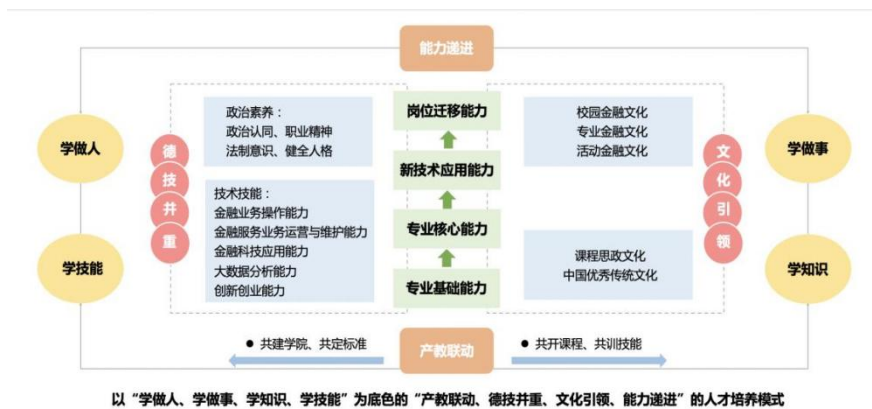 能力递进
学做人
学技能
德技并重
政治素养：
政治认同、职业精神
法制意识、健全人格
技术技能：
金融业务操作能力
金融服务业务运营与维护能力
金融科技应用能力
大数据分析能力
创新创业能力
岗位迁移能力
新技术应用能力
专业核心能力
专业基础能力
校园金融文化
专业金融文化
活动金融文化
课程思政文化
中国优秀传统文化
文化引领
学做事
学知识
● 共建学院、共定标准
产教联动
● 共开课程、共训技能
以“学做人、学做事、学知识、学技能”为底色的“产教联动、德技并重、文化引领、能力递进”的人才培养模式